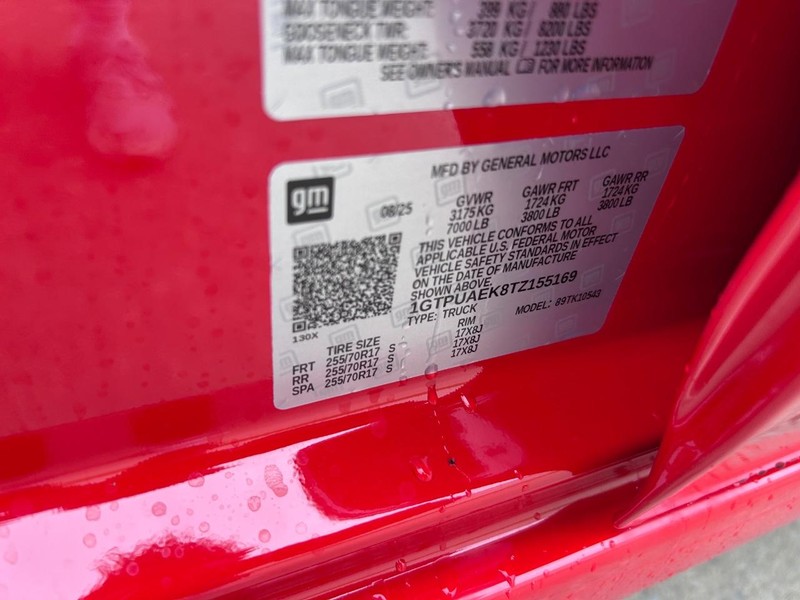 MAX TONGUE WEIGHT: 399 KG / 880 LBS
GOOSENECK TWR: 3720 KG / 8200 LBS
MAX TONGUE WEIGHT: 558 KG / 1230 LBS
SEE OWNER'S MANUAL FOR MORE INFORMATION
gm
MFD BY GENERAL MOTORS LLC
08/25
GVWR GAWR FRT GAWR RR
3175 KG 1724 KG 1724 KG
7000 LB 3800 LB 3800 LB
THIS VEHICLE CONFORMS TO ALL
APPLICABLE U.S. FEDERAL MOTOR
VEHICLE SAFETY STANDARDS IN EFFECT
ON THE DATE OF MANUFACTURE
SHOWN ABOVE.
1GTPUAEK8TZ155169
TYPE: TRUCK MODEL: 89TK10543
130X
TIRE SIZE RIM
FRT 255/70R17 S 17X8J
RR 255/70R17 S 17X8J
SPA 255/70R17 S 17X8J